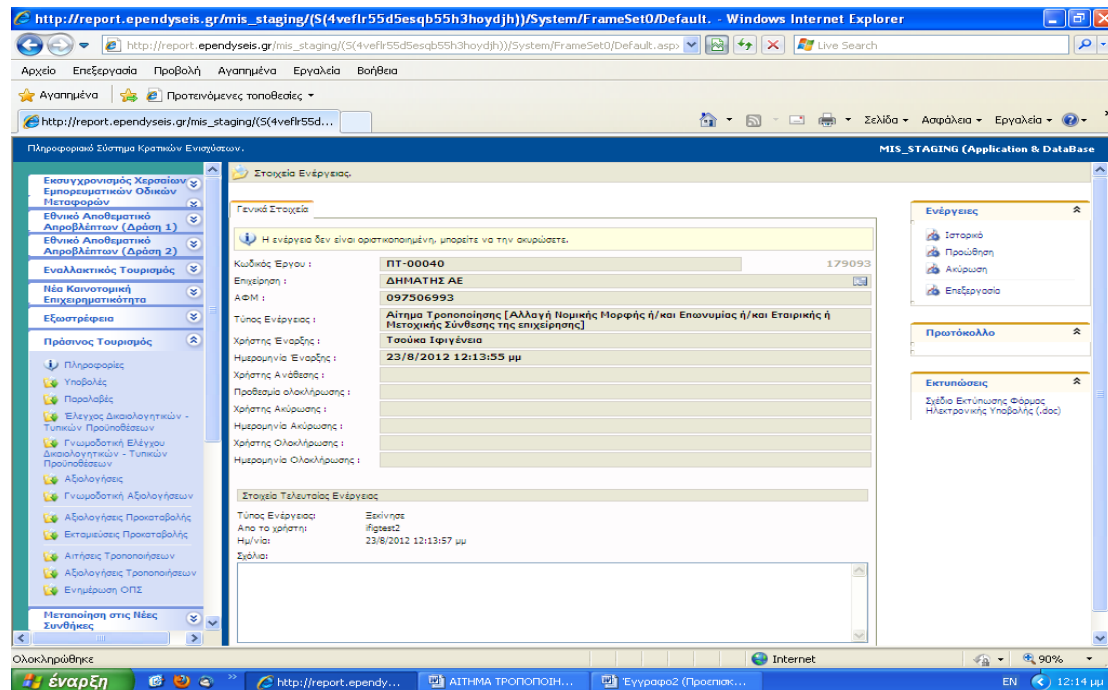 http://report.ependyseis.gr/mis_staging/(S(4veflr55d5esqb55h3hoydjh))/System/FrameSet0/Default. - Windows Internet Explorer
http://report.ependyseis.gr/mis_staging/(S(4veflr55d5esqb55h3hoydjh))/System/FrameSet0/Default.asp
Live Search
Αρχείο Επεξεργασία Προβολή Αγαπημένα Εργαλεία Βοήθεια
Αγαπημένα Προτεινόμενες τοποθεσίες
http://report.ependyseis.gr/mis_staging/(S(4veflr55d...
Σελίδα Ασφάλεια Εργαλεία
Πληροφοριακό Σύστημα Κρατικών Ενισχύσεων.
MIS_STAGING (Application & DataBase
Εκσυγχρονισμός Χερσαίων
Εμπορευματικών Οδικών
Μεταφορών
Εθνικό Αποθεματικό
Απροβλέπτων (Δράση 1)
Εθνικό Αποθεματικό
Απροβλέπτων (Δράση 2)
Εναλλακτικός Τουρισμός
Νέα Καινοτομική
Επιχειρηματικότητα
Εξωστρέφεια
Πράσινος Τουρισμός
Πληροφορίες
Υποβολές
Παραλαβές
Έλεγχος Δικαιολογητικών -
Τυπικών Προϋποθέσεων
Γνωμοδοτική Ελέγχου
Δικαιολογητικών - Τυπικών
Προϋποθέσεων
Αξιολογήσεις
Γνωμοδοτική Αξιολογήσεων
Αξιολογήσεις Προκαταβολής
Εκταμιεύσεις Προκαταβολής
Αιτήσεις Τροποποιήσεων
Αξιολογήσεις Τροποποιήσεων
Ενημέρωση ΟΠΣ
Μεταποίηση στις Νέες
Συνθήκες
Στοιχεία Ενέργειας.
Γενικά Στοιχεία
Η ενέργεια δεν είναι οριστικοποιημένη, μπορείτε να την ακυρώσετε.
Κωδικός Έργου : ΠΤ-00040 179093
Επιχείρηση : ΔΗΜΑΤΗΣ ΑΕ
ΑΦΜ : 097506993
Τύπος Ενέργειας : Αίτημα Τροποποίησης [Αλλαγή Νομικής Μορφής ή/και Επωνυμίας ή/και Εταιρικής ή
Μετοχικής Σύνθεσης της επιχείρησης]
Χρήστης Έναρξης : Τσούκα Ιφιγένεια
Ημερομηνία Έναρξης : 23/8/2012 12:13:55 μμ
Χρήστης Ανάθεσης :
Προθεσμία ολοκλήρωσης :
Χρήστης Ακύρωσης :
Ημερομηνία Ακύρωσης :
Χρήστης Ολοκλήρωσης :
Ημερομηνία Ολοκλήρωσης :
Στοιχεία Τελευταίας Ενέργειας
Τύπος Ενέργειας: Ξεκίνησε
Απο το χρήστη: ifigtest2
Ημ/νία: 23/8/2012 12:13:57 μμ
Σχόλια:
Ενέργειες
Ιστορικό
Προώθηση
Ακύρωση
Επεξεργασία
Πρωτόκολλο
Εκτυπώσεις
Σχέδιο Εκτύπωσης Φόρμας
Ηλεκτρονικής Υποβολής (.doc)
Ολοκληρώθηκε
Internet
90%
έναρξη
http://report.ependy...
ΑΙΤΗΜΑ ΤΡΟΠΟΠΟΙΗ...
Έγγραφο2 (Προεπισκ...
EN
12:14 μμ